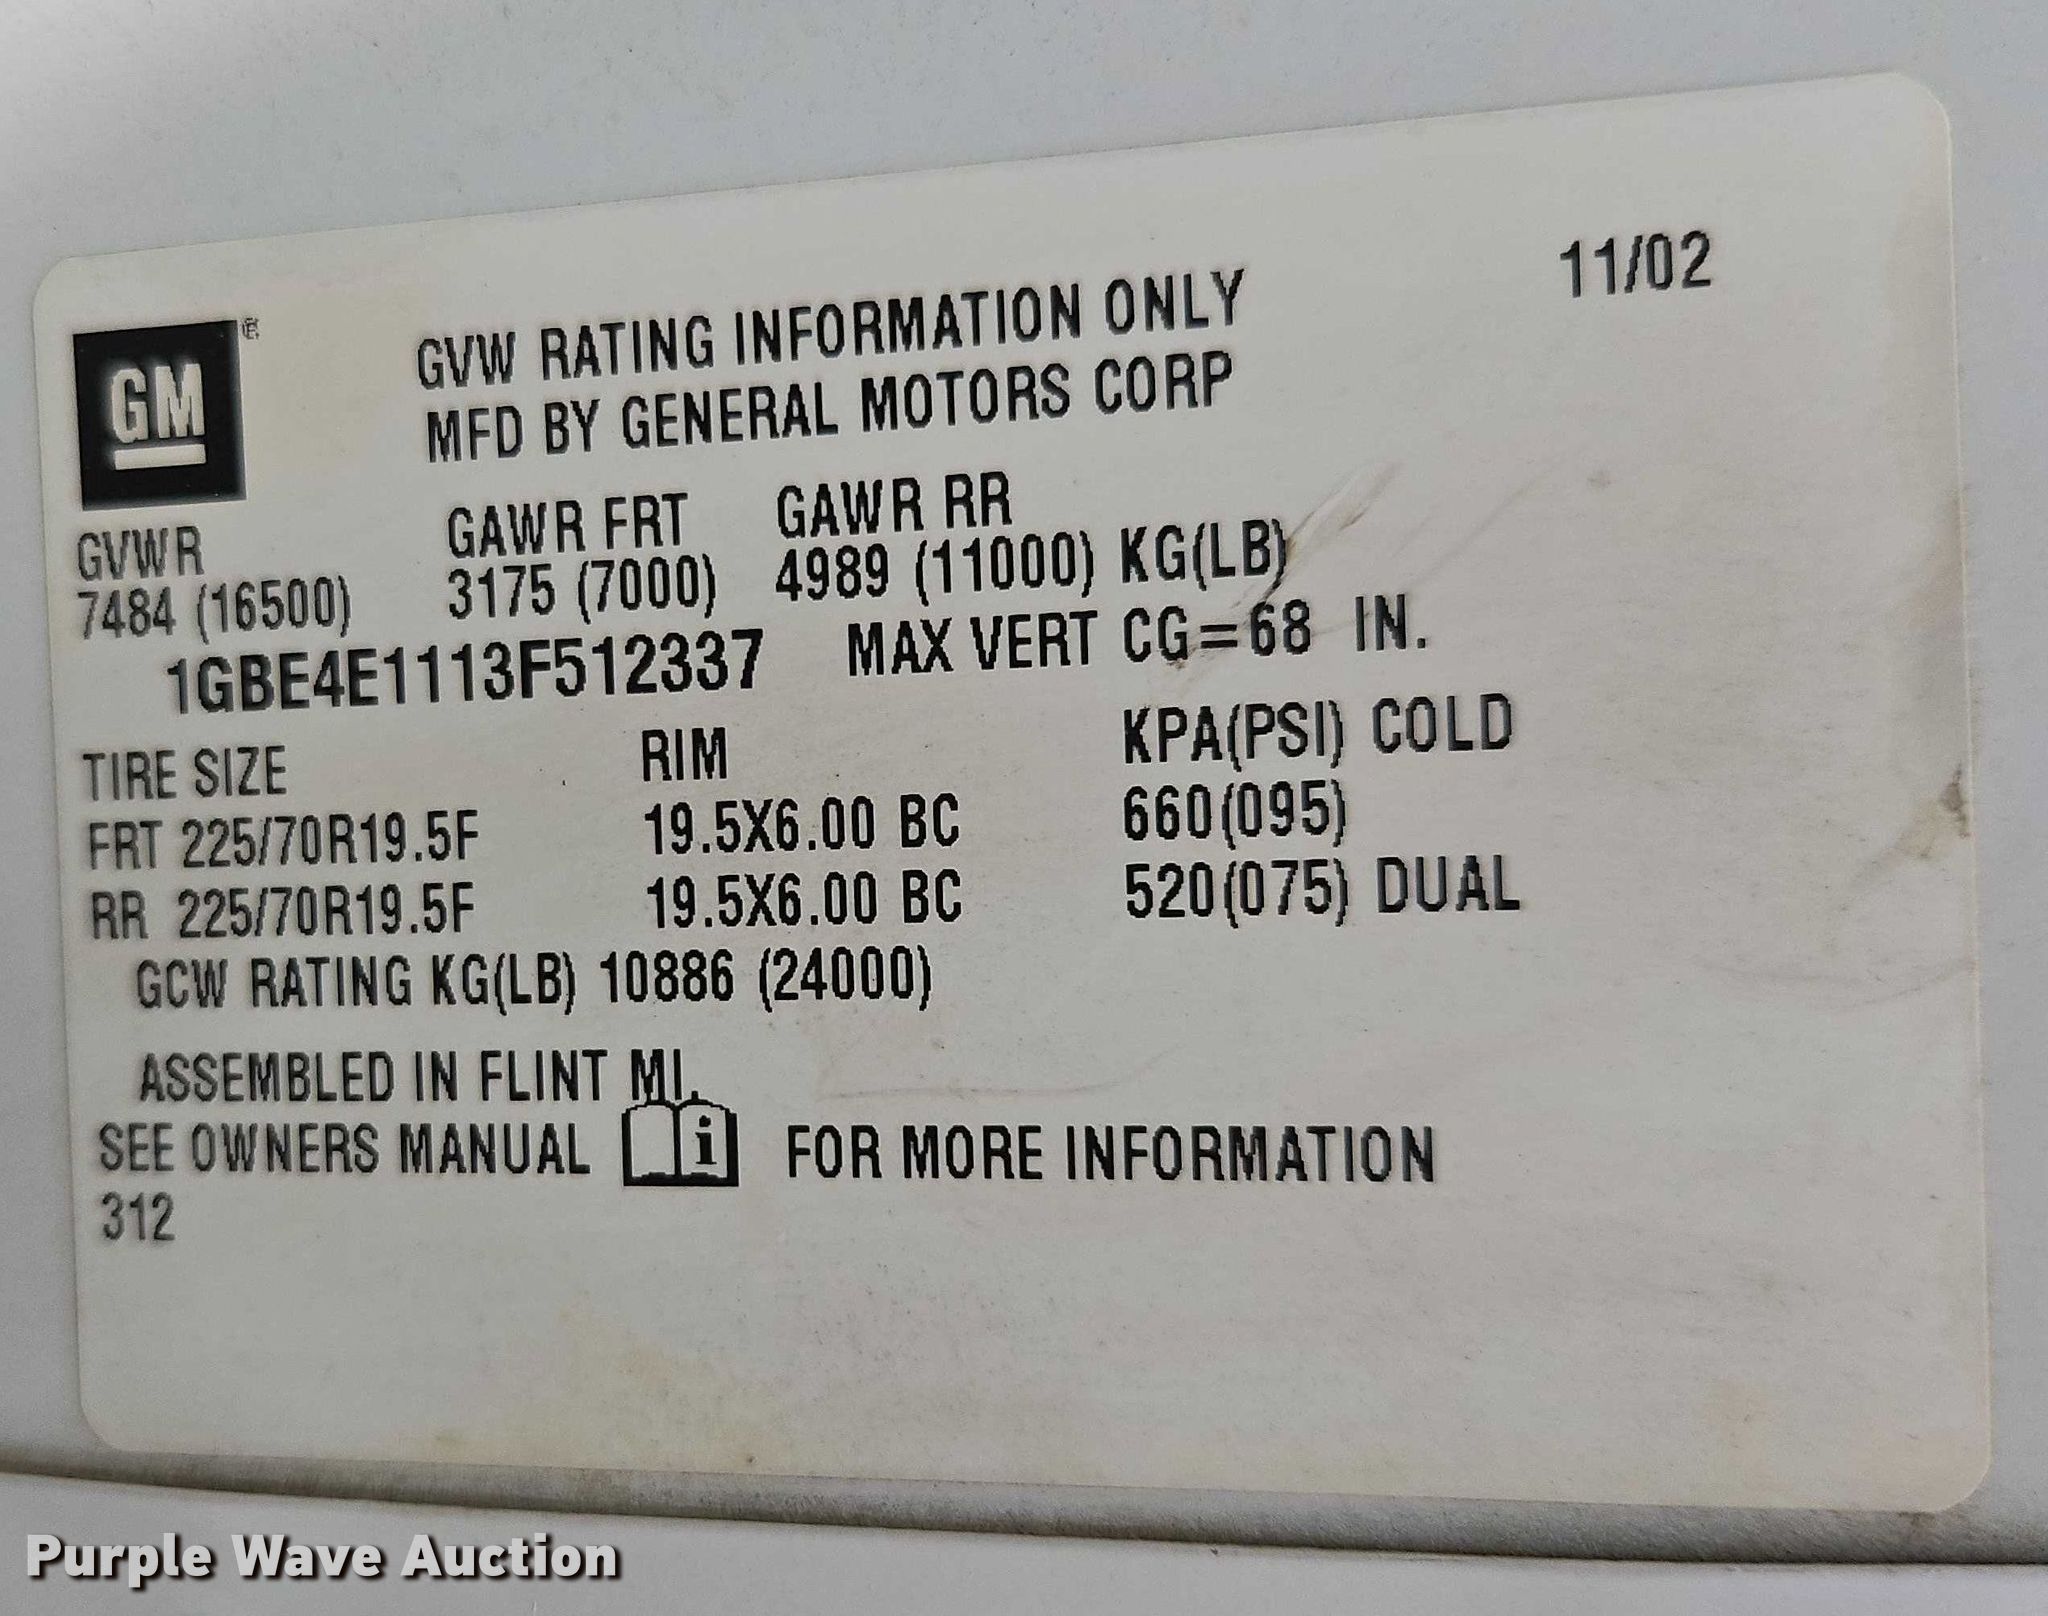 11/02
GM®
GVW RATING INFORMATION ONLY
MFD BY GENERAL MOTORS CORP
GVWR GAWR FRT GAWR RR
7484 (16500) 3175 (7000) 4989 (11000) KG(LB)
1GBE4E1113F512337 MAX VERT CG=68 IN.
TIRE SIZE RIM KPA(PSI) COLD
FRT 225/70R19.5F 19.5X6.00 BC 660(095)
RR 225/70R19.5F 19.5X6.00 BC 520(075) DUAL
GCW RATING KG(LB) 10886 (24000)
ASSEMBLED IN FLINT MI.
SEE OWNERS MANUAL i FOR MORE INFORMATION
312
Purple Wave Auction